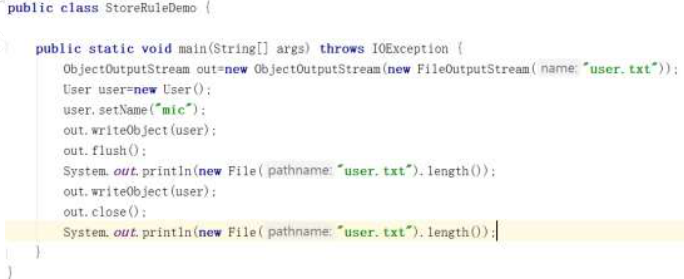 public class StoreRuleDemo {
public static void main(String[] args) throws IOException {
ObjectOutputStream out=new ObjectOutputStream(new FileOutputStream( name: "user.txt"));
User user=new User();
user.setName("mic");
out.writeObject(user);
out.flush();
System.out.println(new File( pathname: "user.txt").length());
out.writeObject(user);
out.close();
System.out.println(new File( pathname: "user.txt").length());
}
}